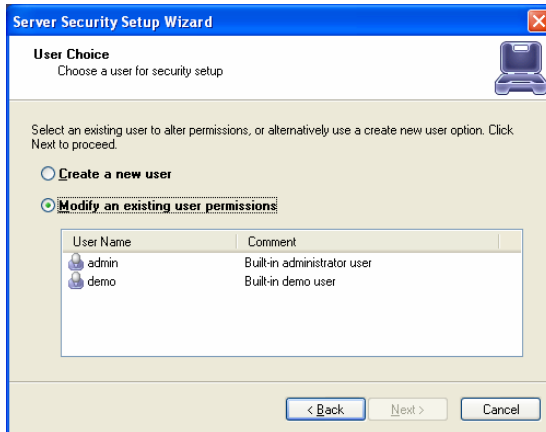 Server Security Setup Wizard
User Choice
Choose a user for security setup
Select an existing user to alter permissions, or alternatively use a create new user option. Click
Next to proceed.
Create a new user
Modify an existing user permissions
User Name Comment
admin Built-in administrator user
demo Built-in demo user
< Back Next > Cancel